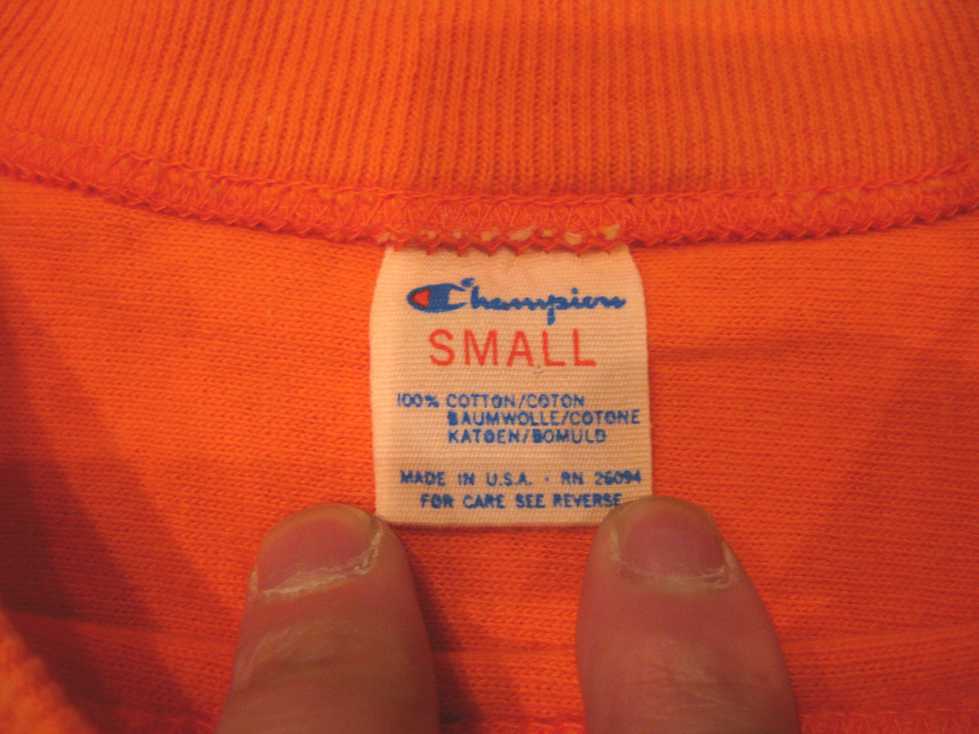 Champion
SMALL
100% COTTON/COTON
BAUMWOLLE/COTONE
KATOEN/BOMULD
MADE IN U.S.A. · RN 26094
FOR CARE SEE REVERSE